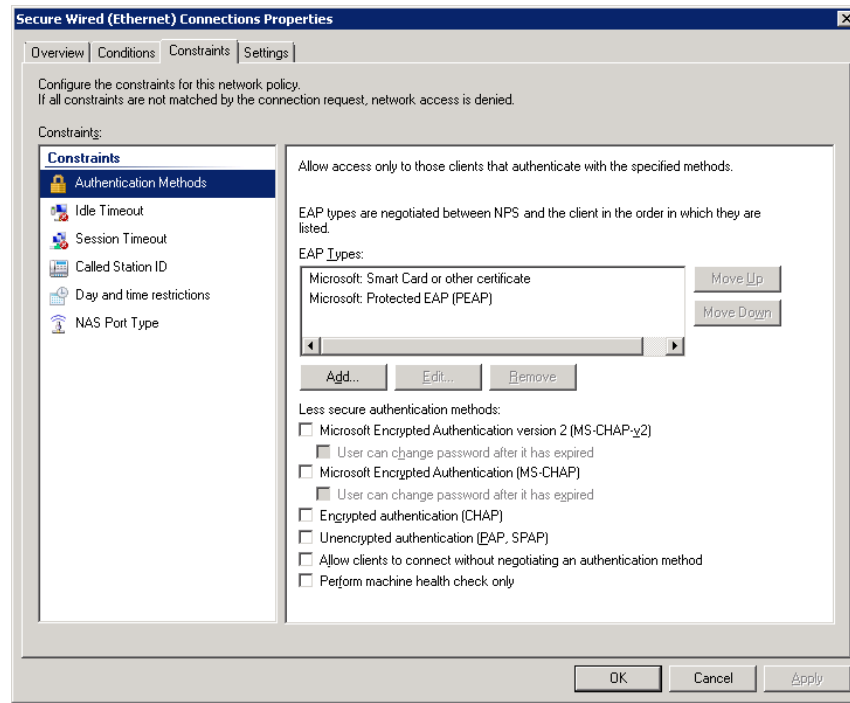 Secure Wired (Ethernet) Connections Properties
Overview
Conditions
Constraints
Settings
Configure the constraints for this network policy.
If all constraints are not matched by the connection request, network access is denied.
Constraints:
Constraints
Authentication Methods
Idle Timeout
Session Timeout
Called Station ID
Day and time restrictions
NAS Port Type
Allow access only to those clients that authenticate with the specified methods.
EAP types are negotiated between NPS and the client in the order in which they are
listed.
EAP Types:
Microsoft: Smart Card or other certificate
Microsoft: Protected EAP (PEAP)
Move Up
Move Down
Add...
Edit...
Remove
Less secure authentication methods:
Microsoft Encrypted Authentication version 2 (MS-CHAP-v2)
User can change password after it has expired
Microsoft Encrypted Authentication (MS-CHAP)
User can change password after it has expired
Encrypted authentication (CHAP)
Unencrypted authentication (PAP, SPAP)
Allow clients to connect without negotiating an authentication method
Perform machine health check only
OK
Cancel
Apply